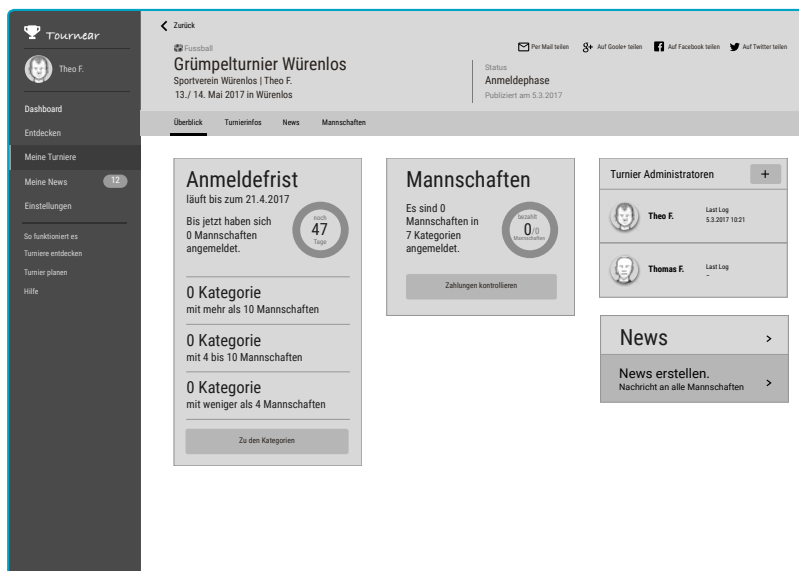 Tournear
Theo F.
Dashboard
Entdecken
Meine Turniere
Meine News 12
Einstellungen
So funktioniert es
Turniere entdecken
Turnier planen
Hilfe
Zurück
Fussball
Grümpelturnier Würenlos
Sportverein Würenlos | Theo F.
13./ 14. Mai 2017 in Würenlos
Per Mail teilen
Auf Goole+ teilen
Auf Facebook teilen
Auf Twitter teilen
Status
Anmeldephase
Publiziert am 5.3.2017
Überblick Turnierinfos News Mannschaften
Anmeldefrist
läuft bis zum 21.4.2017
Bis jetzt haben sich
0 Mannschaften
angemeldet.
noch
47
Tage
0 Kategorie
mit mehr als 10 Mannschaften
0 Kategorie
mit 4 bis 10 Mannschaften
0 Kategorie
mit weniger als 4 Mannschaften
Zu den Kategorien
Mannschaften
Es sind 0
Mannschaften in
7 Kategorien
angemeldet.
bezahlt
0/0
Mannschaften
Zahlungen kontrollieren
Turnier Administratoren +
Theo F.
Last Log
5.3.2017 10:21
Thomas F.
Last Log
–
News
News erstellen.
Nachricht an alle Mannschaften